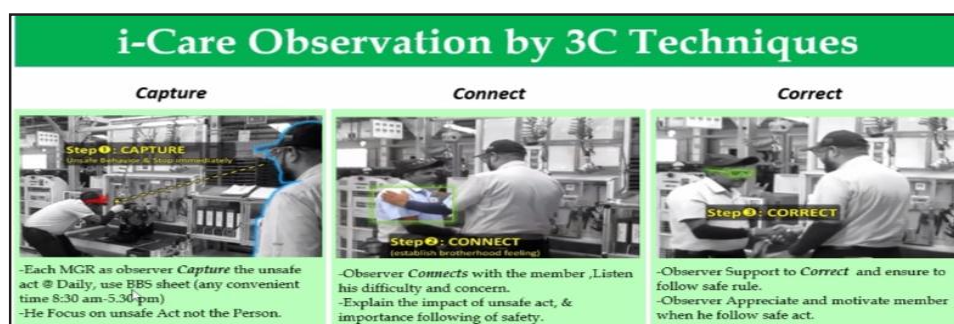 i-Care Observation by 3C Techniques
Capture
Connect
Correct
Step❶: CAPTURE
Unsafe Behavior & Stop immediately
Step❷: CONNECT
(establish brotherhood feeling)
Step❸: CORRECT
-Each MGR as observer Capture the unsafe
act @ Daily, use BBS sheet (any convenient
time 8:30 am-5.30 pm)
-He Focus on unsafe Act not the Person.
-Observer Connects with the member ,Listen
his difficulty and concern.
-Explain the impact of unsafe act, &
importance following of safety.
-Observer Support to Correct and ensure to
follow safe rule.
-Observer Appreciate and motivate member
when he follow safe act.